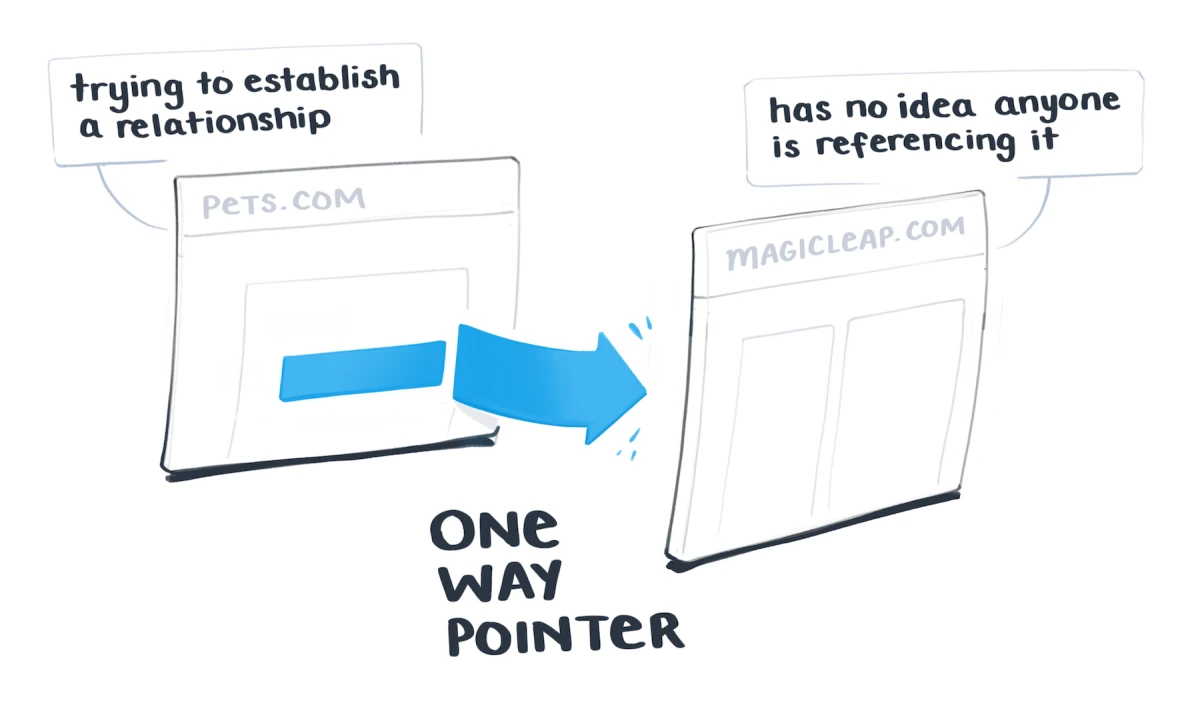 trying to establish
a relationship
has no idea anyone
is referencing it
PeTS.COM
MAGICLeAP.COM
ONe
WAY
POINTeR